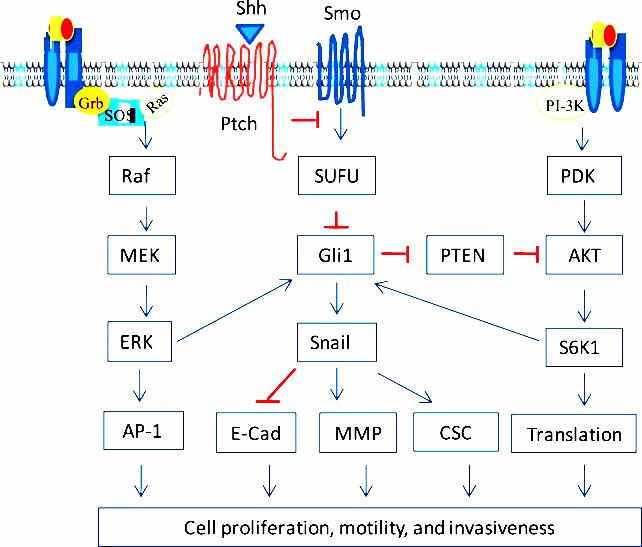 Shh
Smo
Grb
SOS
Ras
Ptch
PI-3K
Raf
SUFU
PDK
MEK
Gli1
PTEN
AKT
ERK
Snail
S6K1
AP-1
E-Cad
MMP
CSC
Translation
Cell proliferation, motility, and invasiveness